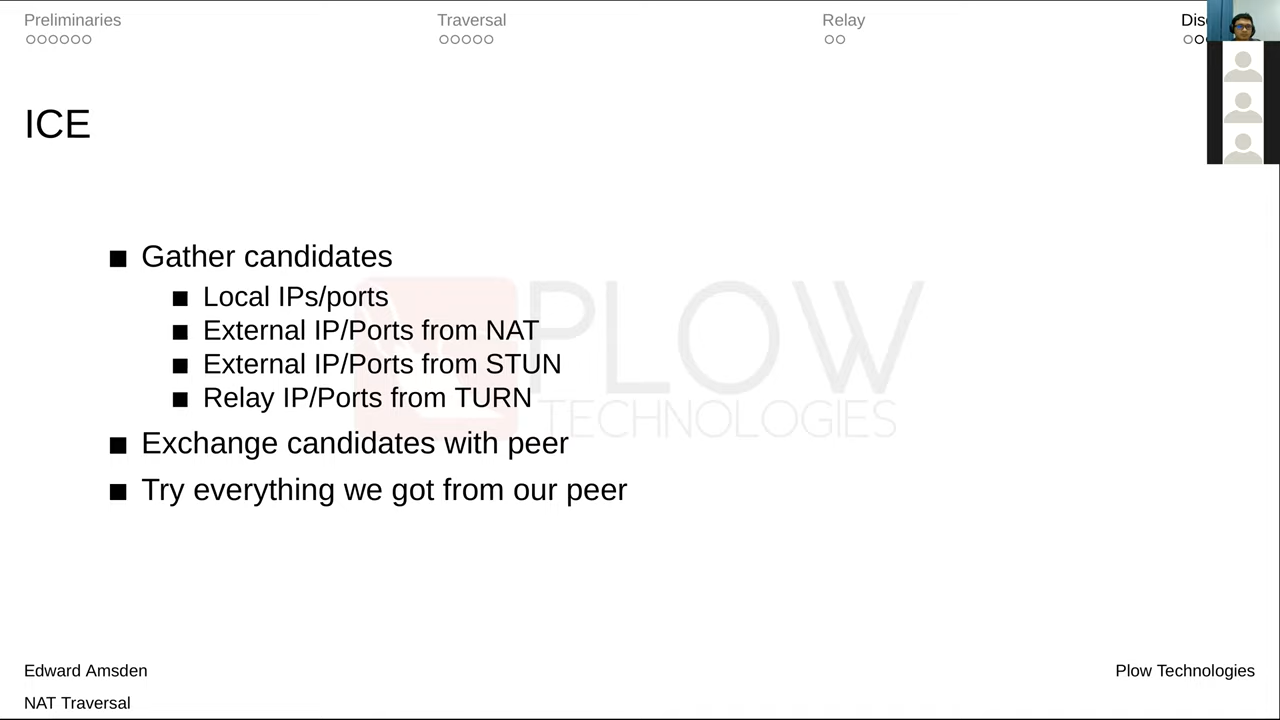 Preliminaries
Traversal
Relay
ICE
Gather candidates
Local IPs/ports
External IP/Ports from NAT
External IP/Ports from STUN
Relay IP/Ports from TURN
PLOW
TECHNOLOGIES
Exchange candidates with peer
Try everything we got from our peer
Edward Amsden
Plow Technologies
NAT Traversal